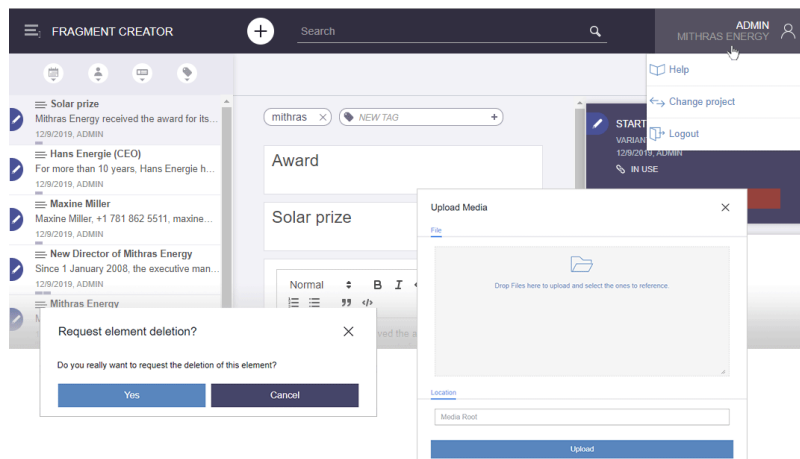 FRAGMENT CREATOR
Search
ADMIN
MITHRAS ENERGY
Help
Change project
Logout
Solar prize
Mithras Energy received the award for its...
12/9/2019, ADMIN
Hans Energie (CEO)
For more than 10 years, Hans Energie h...
12/9/2019, ADMIN
Maxine Miller
Maxine Miller, +1 781 862 5511, maxine...
12/9/2019, ADMIN
New Director of Mithras Energy
Since 1 January 2008, the executive man...
12/9/2019, ADMIN
Mithras Energy
mithras
NEW TAG
Award
Solar prize
Normal
B I
ved the a
START
VARIAN
12/9/2019, ADMIN
IN USE
Request element deletion?
Do you really want to request the deletion of this element?
Yes
Cancel
Upload Media
File
Drop Files here to upload and select the ones to reference.
Location
Media Root
Upload